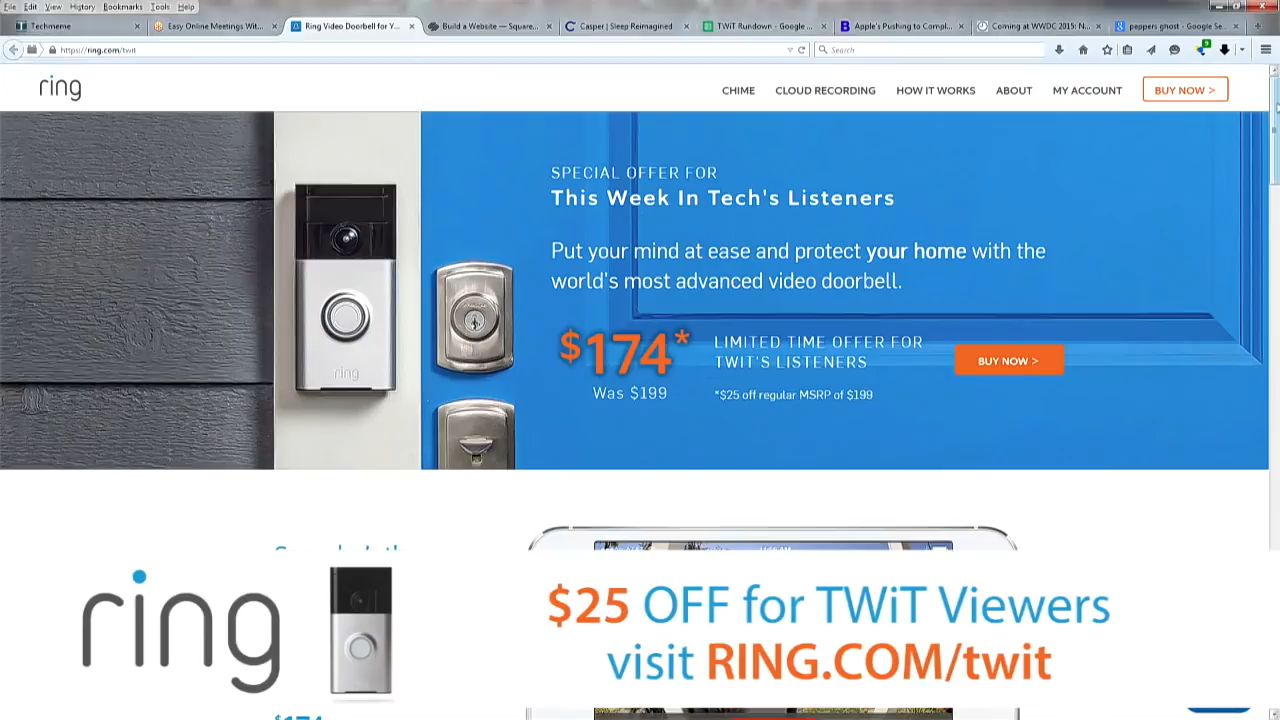 File Edit View History Bookmarks Tools Help
Techmeme
Easy Online Meetings Wit...
Ring Video Doorbell for Y...
Build a Website — Square...
Casper | Sleep Reimagined
TWiT Rundown - Google ...
Apple's Pushing to Compl...
Coming at WWDC 2015: N...
peppers ghost - Google Se...
https://ring.com/twit
Search
ring
CHIME CLOUD RECORDING HOW IT WORKS ABOUT MY ACCOUNT BUY NOW >
SPECIAL OFFER FOR
This Week In Tech's Listeners
Put your mind at ease and protect your home with the
world's most advanced video doorbell.
$174*
Was $199
LIMITED TIME OFFER FOR
TWIT'S LISTENERS
*$25 off regular MSRP of $199
BUY NOW >
ring
ring
$25 OFF for TWiT Viewers
visit RING.COM/twit
$174